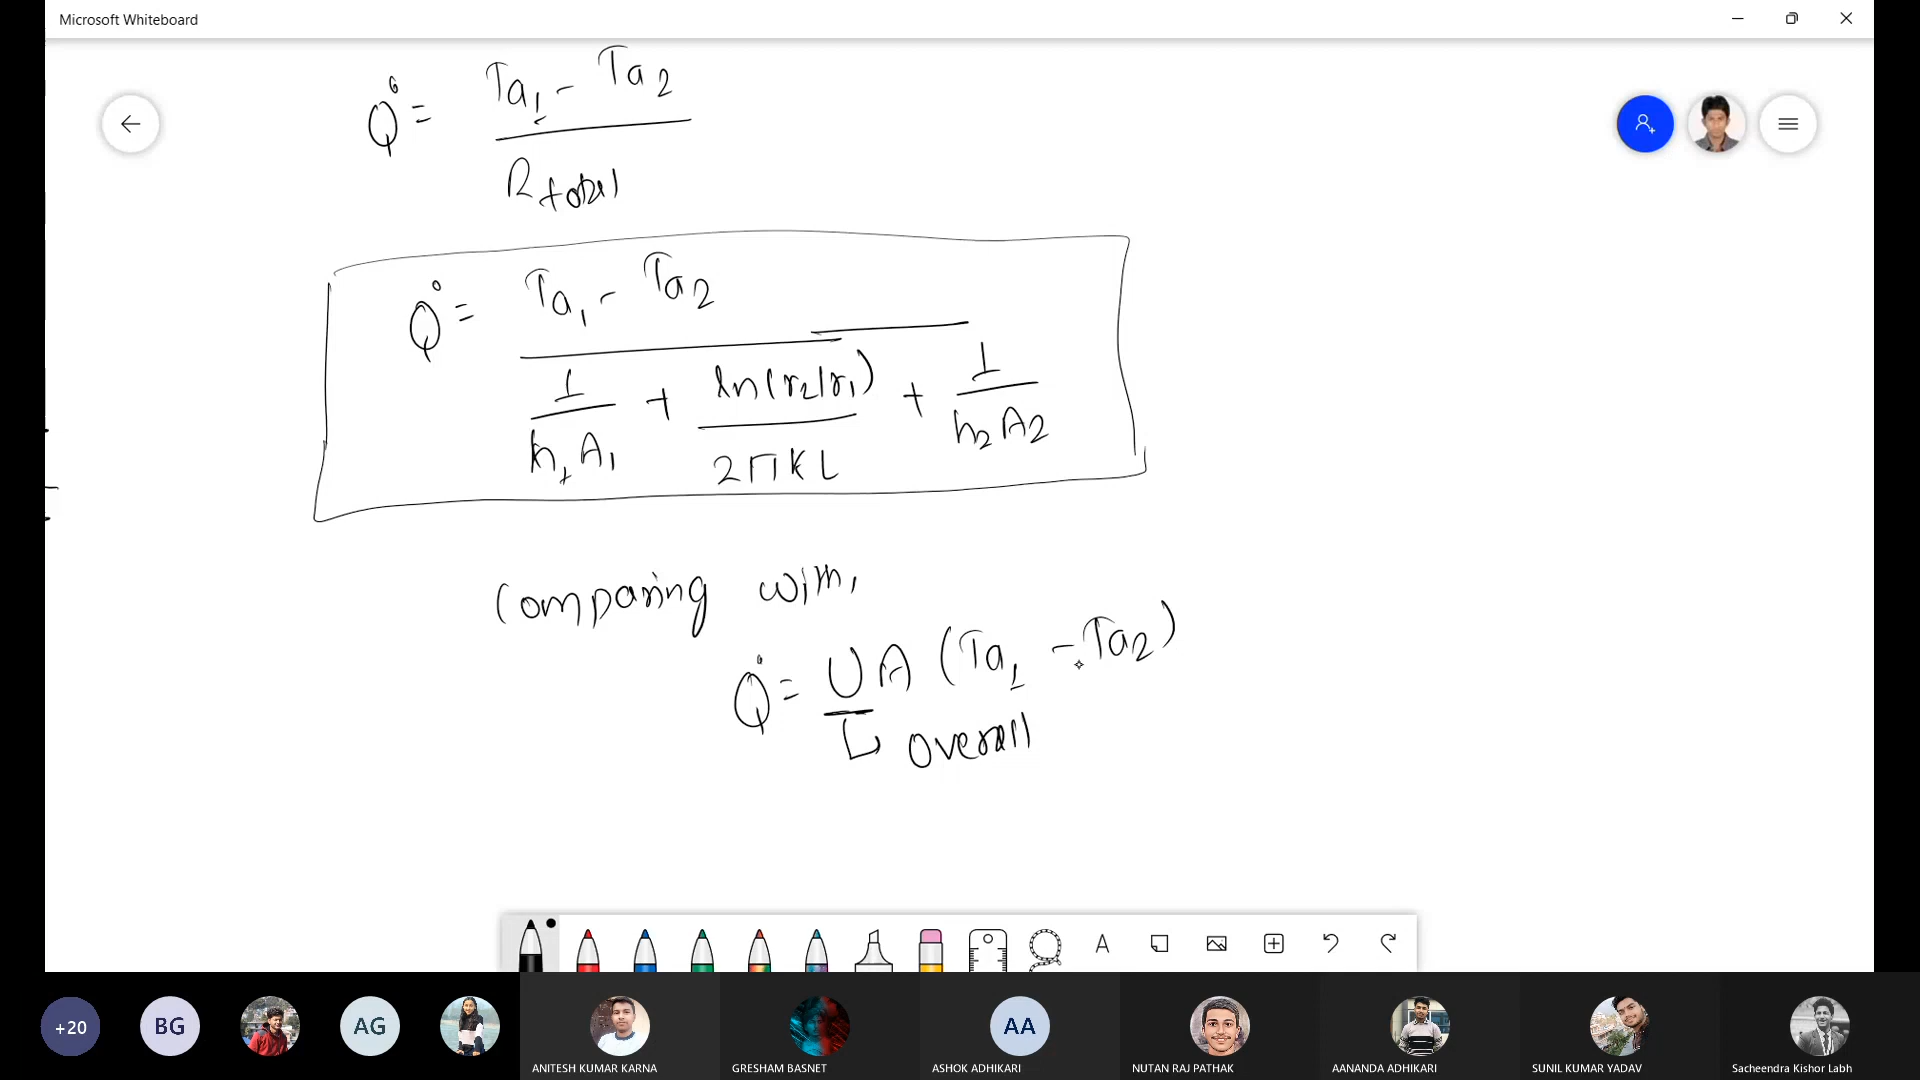 Microsoft Whiteboard
Q̇ = Ta1 - Ta2
Rtotal
Q̇ = Ta1 - Ta2
1/h1A1 + ln(r2/r1)/2πKL + 1/h2A2
Comparing with,
Q̇ = UA (Ta1 - Ta2)
overall
A
+20 BG AG AA
ANITESH KUMAR KARNA GRESHAM BASNET ASHOK ADHIKARI NUTAN RAJ PATHAK AANANDA ADHIKARI SUNIL KUMAR YADAV Sacheendra Kishor Labh